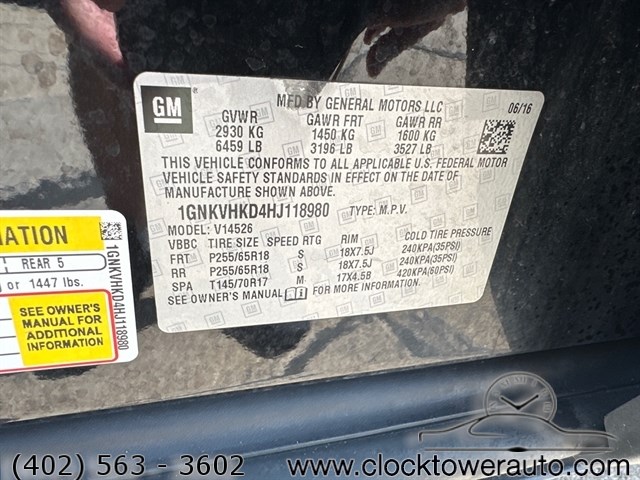 GM
MFD BY GENERAL MOTORS LLC
06/16
GVWR GAWR FRT GAWR RR
2930 KG 1450 KG 1600 KG
6459 LB 3196 LB 3527 LB
THIS VEHICLE CONFORMS TO ALL APPLICABLE U.S. FEDERAL MOTOR
VEHICLE SAFETY STANDARDS IN EFFECT ON THE DATE OF
MANUFACTURE SHOWN ABOVE.
1GNKVHKD4HJ118980 TYPE: M.P.V.
MODEL: V14526
VBBC TIRE SIZE SPEED RTG RIM COLD TIRE PRESSURE
FRT P255/65R18 S 18X7.5J 240KPA(35PSI)
RR P255/65R18 S 18X7.5J 240KPA(35PSI)
SPA T145/70R17 M 17X4.5B 420KPA(60PSI)
SEE OWNER'S MANUAL FOR MORE INFORMATION.
MATION
REAR 5
or 1447 lbs.
SEE OWNER'S
MANUAL FOR
ADDITIONAL
INFORMATION
1GNKVHKD4HJ118980
(402) 563 - 3602 www.clocktowerauto.com